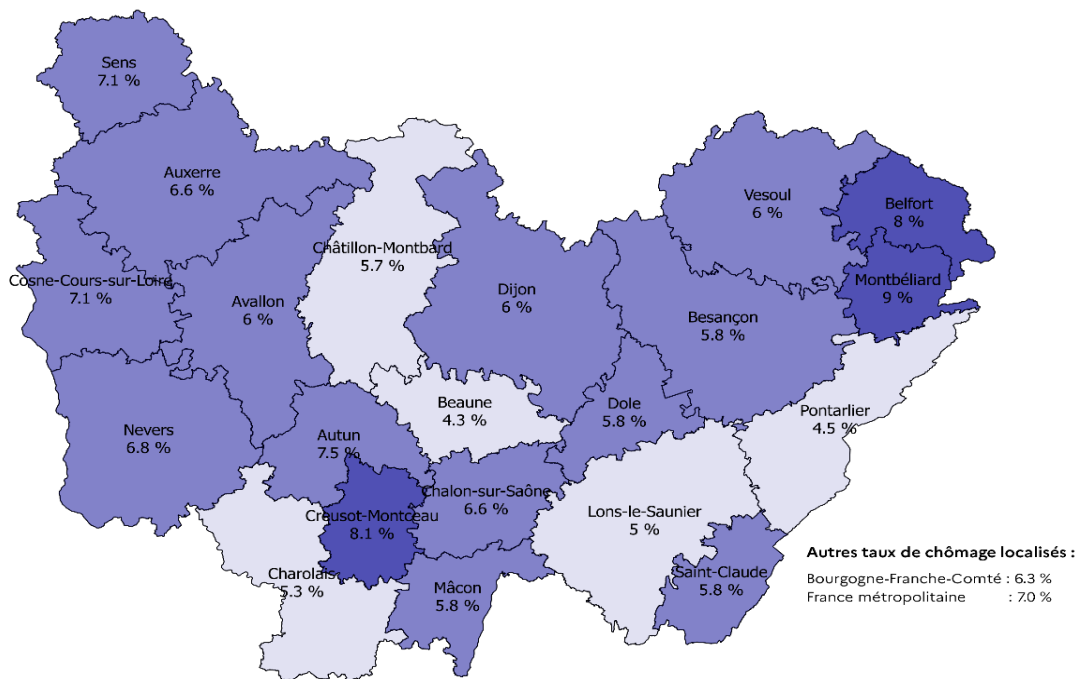 Sens
7.1 %
Auxerre
6.6 %
Vesoul
6 %
Belfort
8 %
Châtillon-Montbard
5.7 %
Cosne-Cours-sur-Loire
7.1 %
Avallon
6 %
Dijon
6 %
Montbéliard
9 %
Besançon
5.8 %
Beaune
4.3 %
Dole
5.8 %
Pontarlier
4.5 %
Nevers
6.8 %
Autun
7.5 %
Chalon-sur-Saône
6.6 %
Creusot-Montceau
8.1 %
Lons-le-Saunier
5 %
Charolais
5.3 %
Mâcon
5.8 %
Saint-Claude
5.8 %
Autres taux de chômage localisés :
Bourgogne-Franche-Comté : 6.3 %
France métropolitaine : 7.0 %